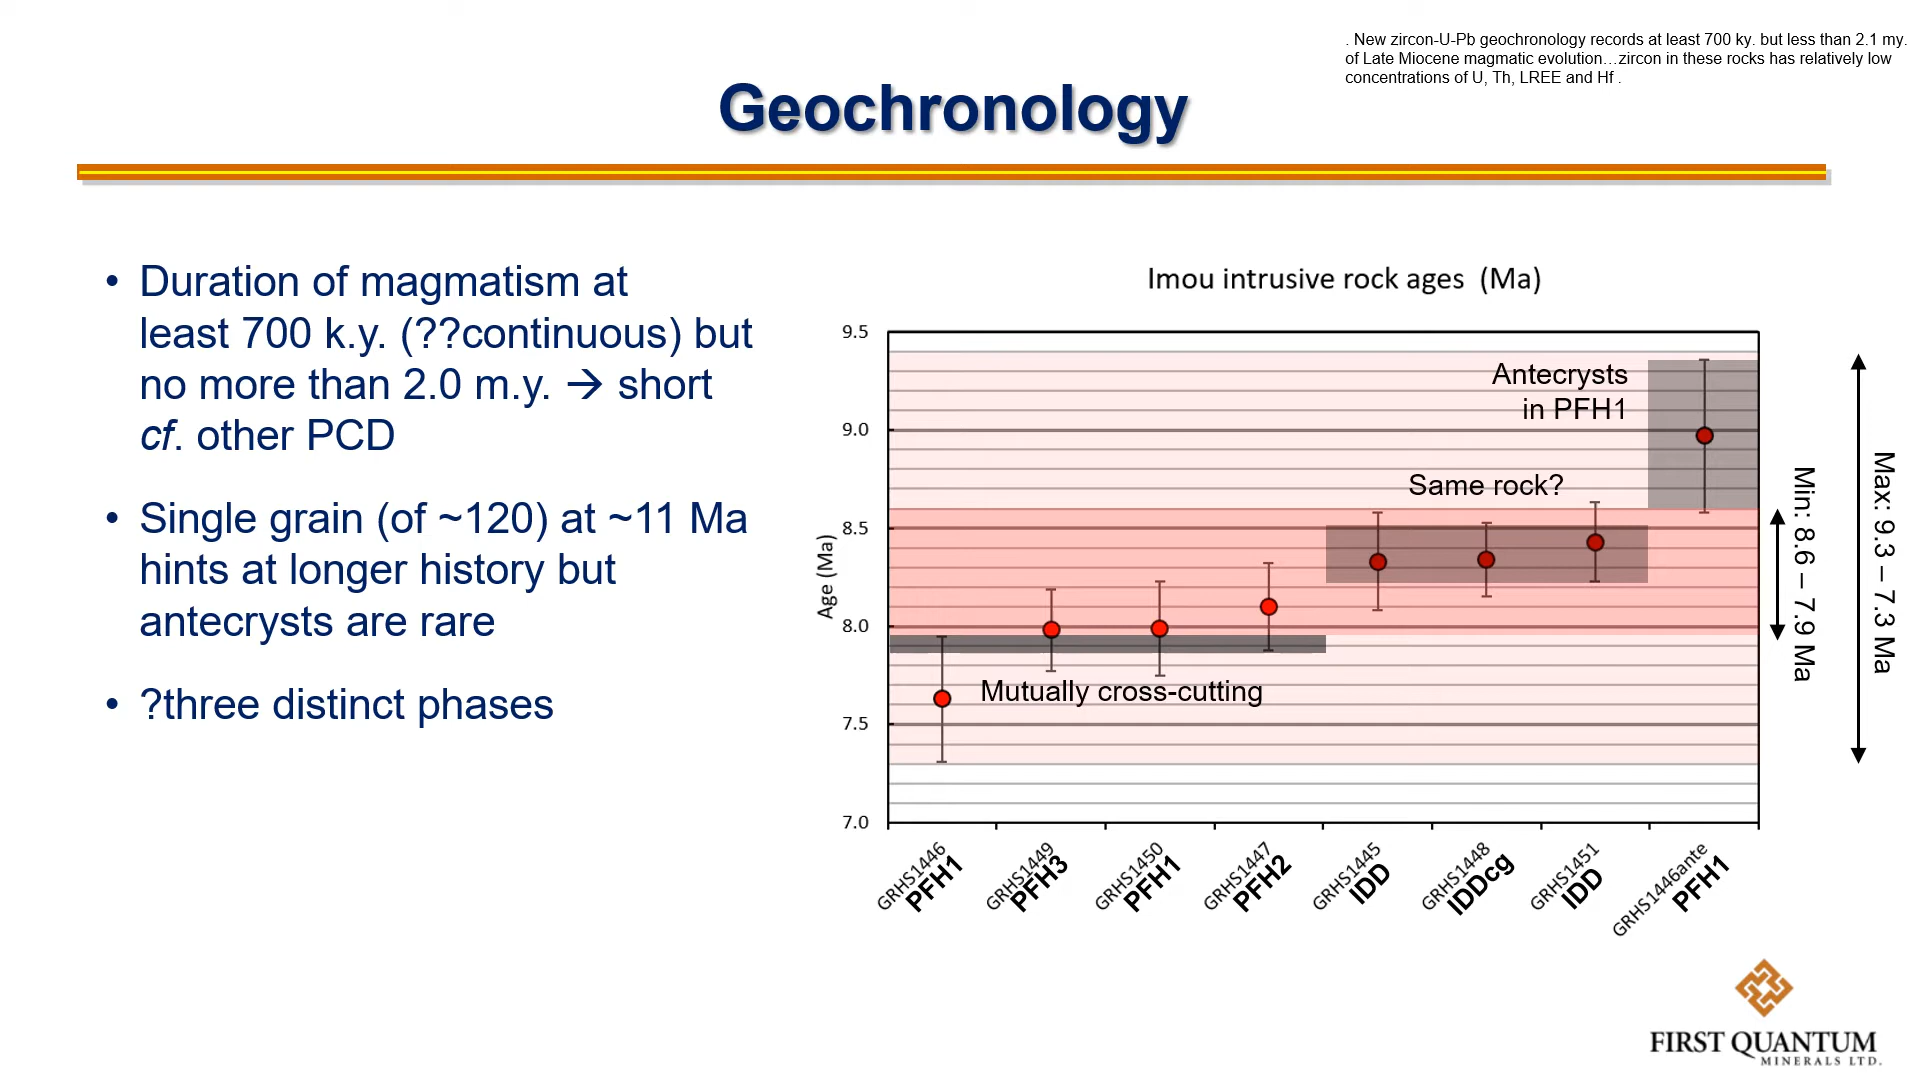 . New zircon-U-Pb geochronology records at least 700 ky. but less than 2.1 my.
of Late Miocene magmatic evolution…zircon in these rocks has relatively low
concentrations of U, Th, LREE and Hf .
Geochronology
• Duration of magmatism at
least 700 k.y. (??continuous) but
no more than 2.0 m.y. → short
cf. other PCD
• Single grain (of ~120) at ~11 Ma
hints at longer history but
antecrysts are rare
• ?three distinct phases
Imou intrusive rock ages (Ma)
Age (Ma)
9.5
9.0
8.5
8.0
7.5
7.0
Antecrysts
in PFH1
Same rock?
Mutually cross-cutting
Min: 8.6 – 7.9 Ma
Max: 9.3 – 7.3 Ma
GRHS1446
PFH1
GRHS1449
PFH3
GRHS1450
PFH1
GRHS1447
PFH2
GRHS1445
IDD
GRHS1448
IDDcg
GRHS1451
IDD
GRHS1446ante
PFH1
FIRST QUANTUM
MINERALS LTD.